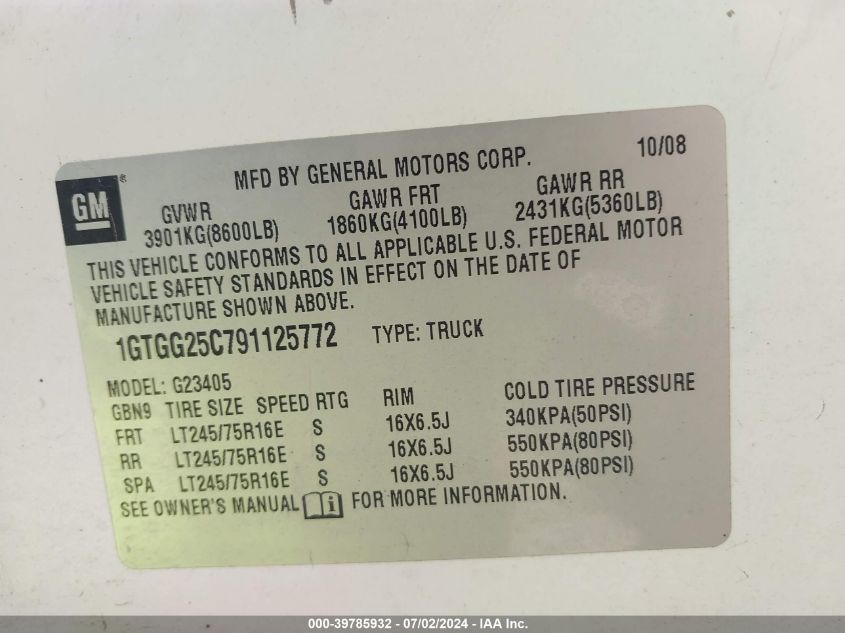 MFD BY GENERAL MOTORS CORP. 10/08
GM
GVWR GAWR FRT GAWR RR
3901KG(8600LB) 1860KG(4100LB) 2431KG(5360LB)
THIS VEHICLE CONFORMS TO ALL APPLICABLE U.S. FEDERAL MOTOR
VEHICLE SAFETY STANDARDS IN EFFECT ON THE DATE OF
MANUFACTURE SHOWN ABOVE.
1GTGG25C791125772 TYPE: TRUCK
MODEL: G23405
GBN9 TIRE SIZE SPEED RTG RIM COLD TIRE PRESSURE
FRT LT245/75R16E S 16X6.5J 340KPA(50PSI)
RR LT245/75R16E S 16X6.5J 550KPA(80PSI)
SPA LT245/75R16E S 16X6.5J 550KPA(80PSI)
SEE OWNER'S MANUAL i FOR MORE INFORMATION.
000-39785932 - 07/02/2024 - IAA Inc.